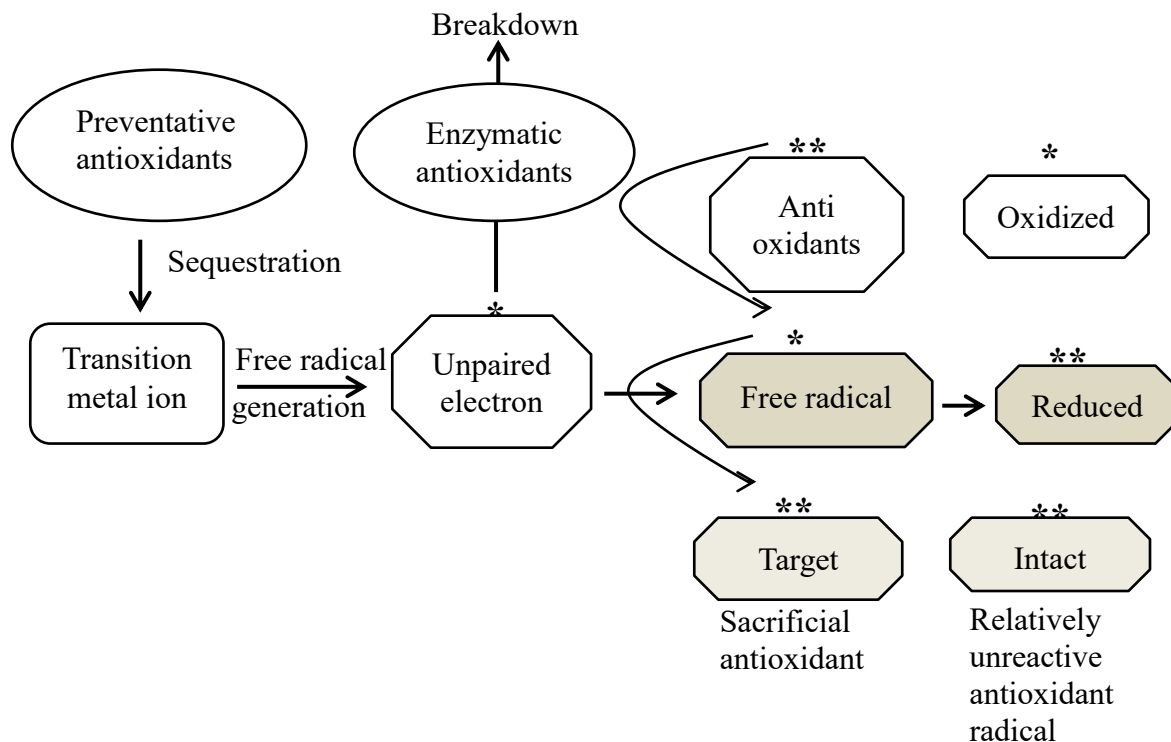 Breakdown
Preventative
antioxidants
Enzymatic
antioxidants
**
Anti
oxidants
*
Oxidized
Sequestration
Transition
metal ion
Free radical
generation
*
Unpaired
electron
*
Free radical
**
Reduced
**
Target
**
Intact
Sacrificial
antioxidant
Relatively
unreactive
antioxidant
radical